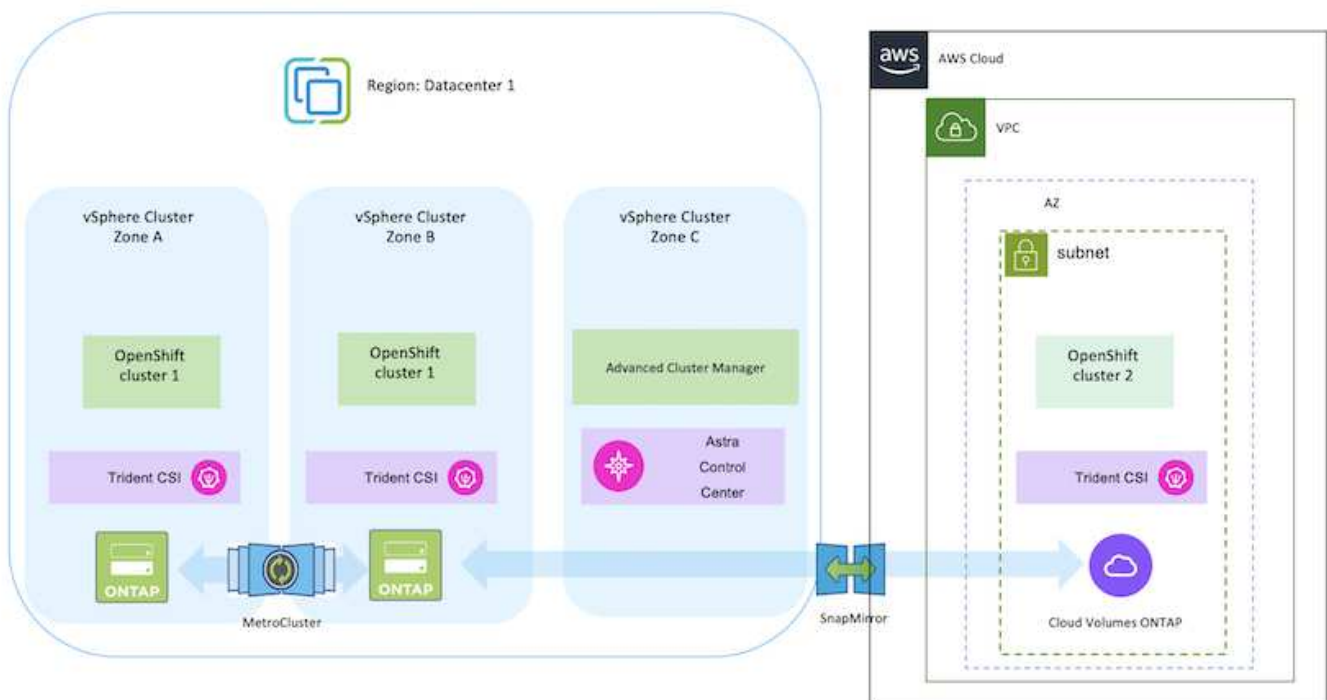 Region: Datacenter 1
aws
AWS Cloud
VPC
AZ
subnet
vSphere Cluster
Zone A
vSphere Cluster
Zone B
vSphere Cluster
Zone C
OpenShift
cluster 1
OpenShift
cluster 1
Advanced Cluster Manager
OpenShift
cluster 2
Trident CSI
Trident CSI
Astra
Control
Center
Trident CSI
ONTAP
ONTAP
MetroCluster
SnapMirror
Cloud Volumes ONTAP